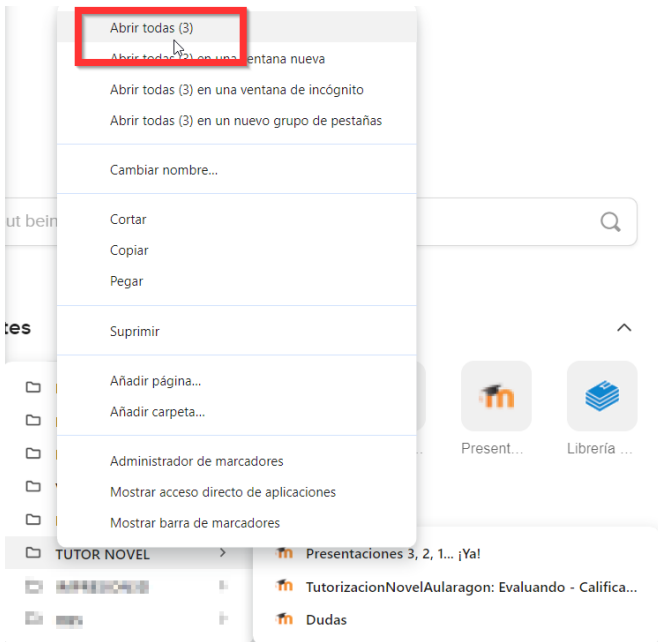 Abrir todas (3)
Abrir todas (3) en una ventana nueva
Abrir todas (3) en una ventana de incógnito
Abrir todas (3) en un nuevo grupo de pestañas
Cambiar nombre...
ut bein
Cortar
Copiar
Pegar
tes
Suprimir
Añadir página...
Añadir carpeta...
Present...
Librería ...
Administrador de marcadores
Mostrar acceso directo de aplicaciones
Mostrar barra de marcadores
TUTOR NOVEL
Presentaciones 3, 2, 1... ¡Ya!
TutorizacionNovelAularagon: Evaluando - Califica...
Dudas